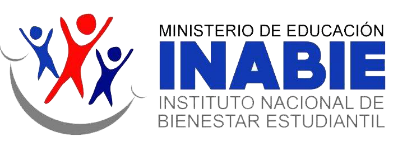 MINISTERIO DE EDUCACIÓN
INABIE
INSTITUTO NACIONAL DE
BIENESTAR ESTUDIANTIL